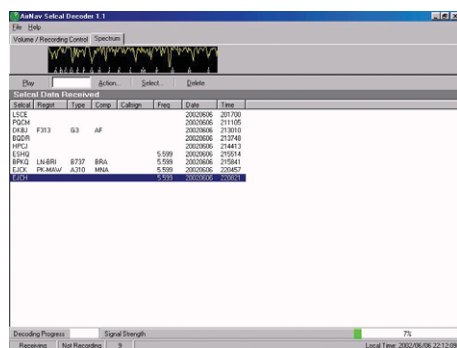 AirNav Selcal Decoder 1.1
File Help
Volume / Recording Control Spectrum
Play Action... Select... Delete
Selcal Data Received
Selcal Regist Type Comp Callsign Freq Date Time
LSCE 20020606 201700
PQCM 20020606 211105
DKBJ F313 G3 AF 20020606 213010
BQDR 20020606 213748
HPCJ 20020606 214413
ESHQ 5.599 20020606 215514
BPKQ LN-BRI B737 BRA 5.599 20020606 215841
EJCK PK-MAW A310 MNA 5.599 20020606 220457
EJCH 5.599 20020606 220821
Decoding Progress Signal Strength 7%
Receiving Not Recording 9 Local Time: 2002/06/06 22:12:09